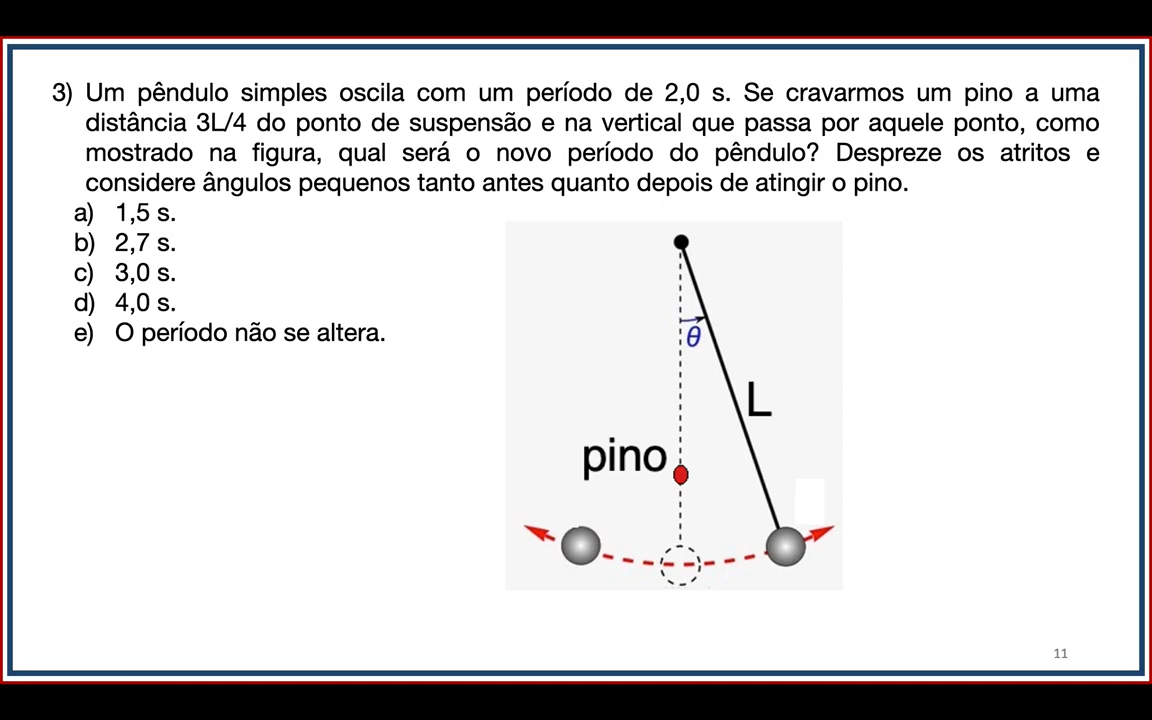 3) Um pêndulo simples oscila com um período de 2,0 s. Se cravarmos um pino a uma
distância 3L/4 do ponto de suspensão e na vertical que passa por aquele ponto, como
mostrado na figura, qual será o novo período do pêndulo? Despreze os atritos e
considere ângulos pequenos tanto antes quanto depois de atingir o pino.
a) 1,5 s.
b) 2,7 s.
c) 3,0 s.
d) 4,0 s.
e) O período não se altera.
θ
L
pino
11